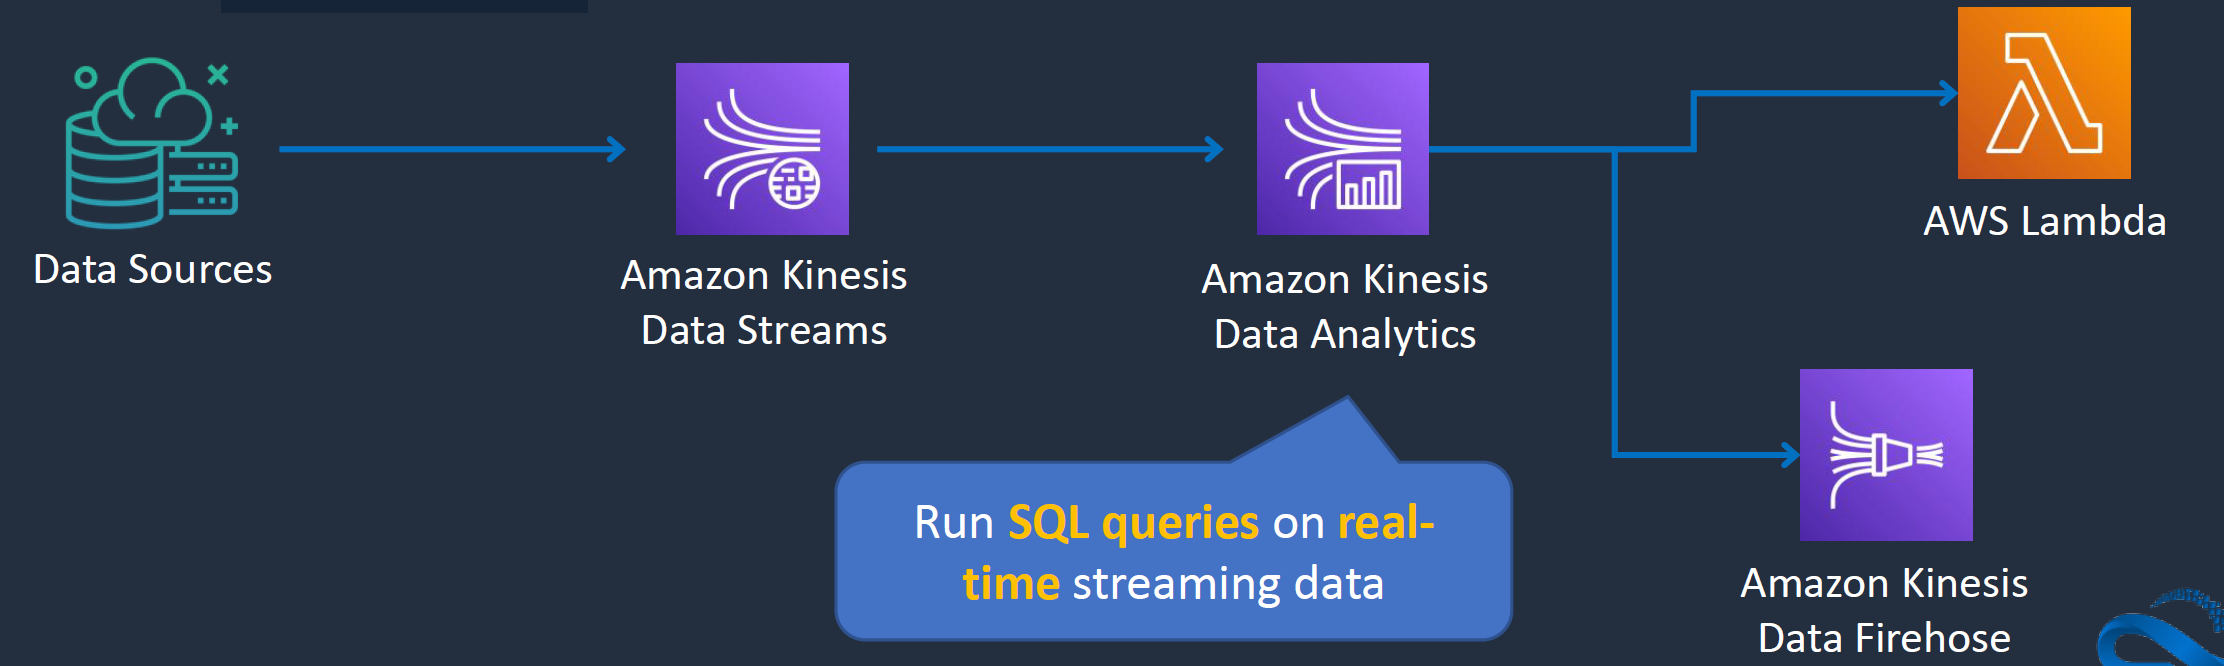 Data Sources
Amazon Kinesis
Data Streams
Amazon Kinesis
Data Analytics
AWS Lambda
Run SQL queries on real-
time streaming data
Amazon Kinesis
Data Firehose